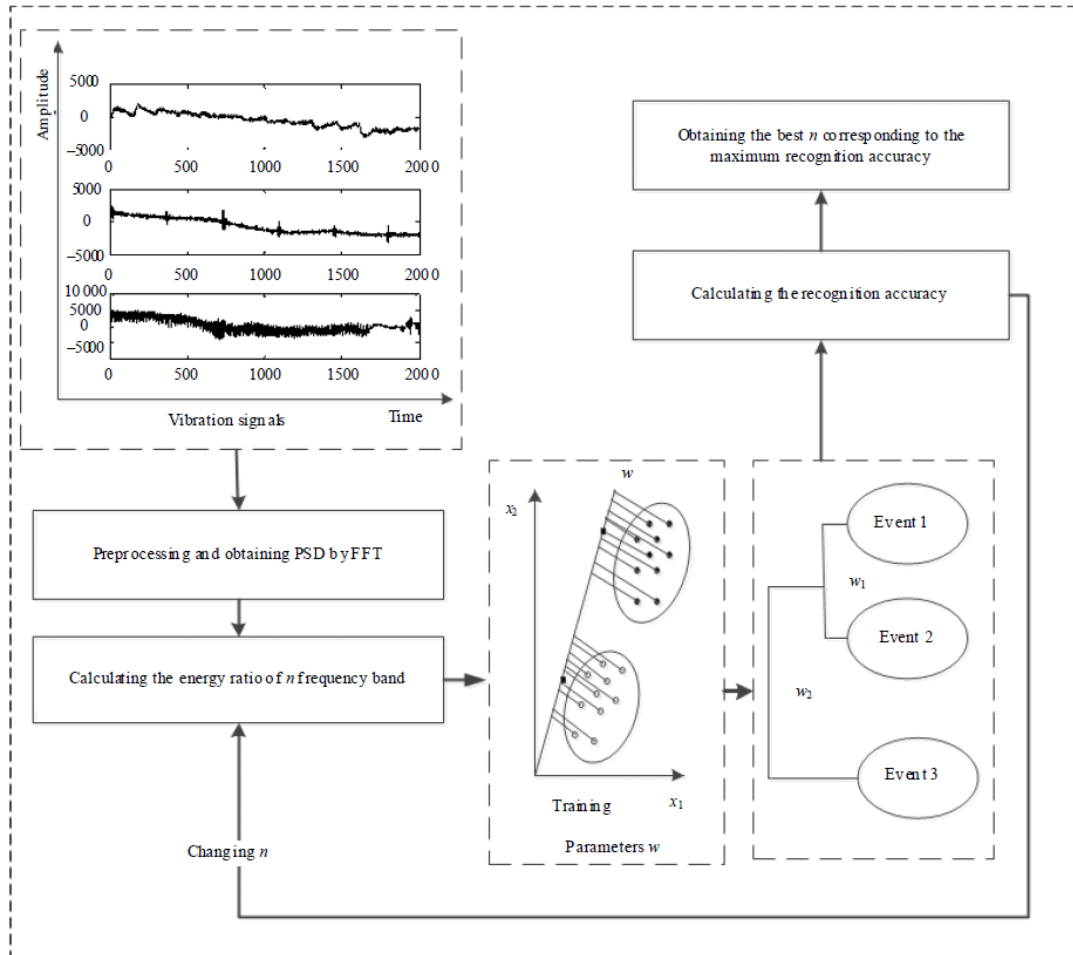 Amplitude
5000
0
–5000
0 500 1000 1500 2000
5000
0
–5000
0 500 1000 1500 2000
10 000
5000
0
–5000
0 500 1000 1500 2000
Vibration signals
Time
Preprocessing and obtaining PSD by FFT
Calculating the energy ratio of n frequency band
Changing n
w
x2
x1
Training
Parameters w
Event 1
w1
Event 2
w2
Event 3
Calculating the recognition accuracy
Obtaining the best n corresponding to the
maximum recognition accuracy